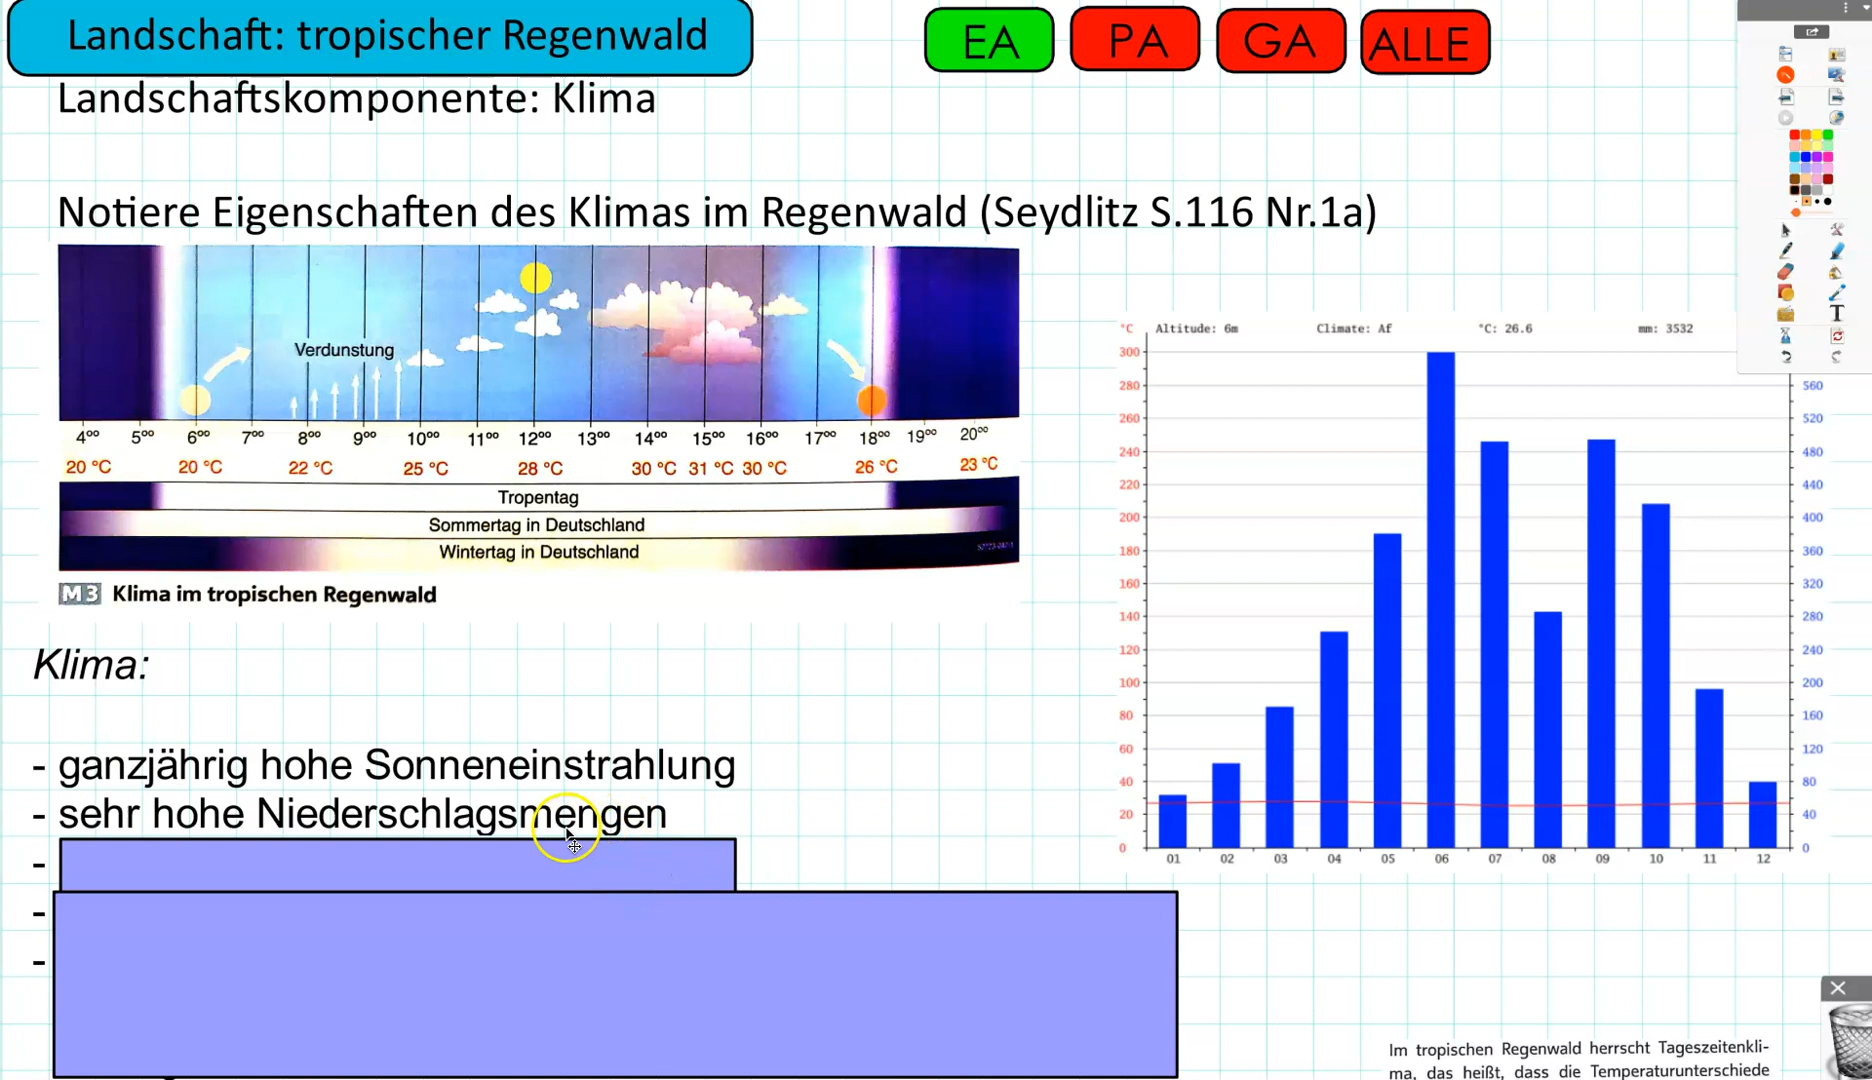 Landschaft: tropischer Regenwald
EA PA GA ALLE
Landschaftskomponente: Klima
Notiere Eigenschaften des Klimas im Regenwald (Seydlitz S.116 Nr.1a)
Verdunstung
4⁰⁰ 5⁰⁰ 6⁰⁰ 7⁰⁰ 8⁰⁰ 9⁰⁰ 10⁰⁰ 11⁰⁰ 12⁰⁰ 13⁰⁰ 14⁰⁰ 15⁰⁰ 16⁰⁰ 17⁰⁰ 18⁰⁰ 19⁰⁰ 20⁰⁰
20 °C 20 °C 22 °C 25 °C 28 °C 30 °C 31 °C 30 °C 26 °C 23 °C
Tropentag
Sommertag in Deutschland
Wintertag in Deutschland
M3 Klima im tropischen Regenwald
°C Altitude: 6m Climate: Af °C: 26.6 mm: 3532
300
280 560
260 520
240 480
220 440
200 400
180 360
160 320
140 280
120 240
100 200
80 160
60 120
40 80
20 40
0 0
01 02 03 04 05 06 07 08 09 10 11 12
Klima:
- ganzjährig hohe Sonneneinstrahlung
- sehr hohe Niederschlagsmengen
-
-
-
Im tropischen Regenwald herrscht Tageszeitenkli-
ma, das heißt, dass die Temperaturunterschiede